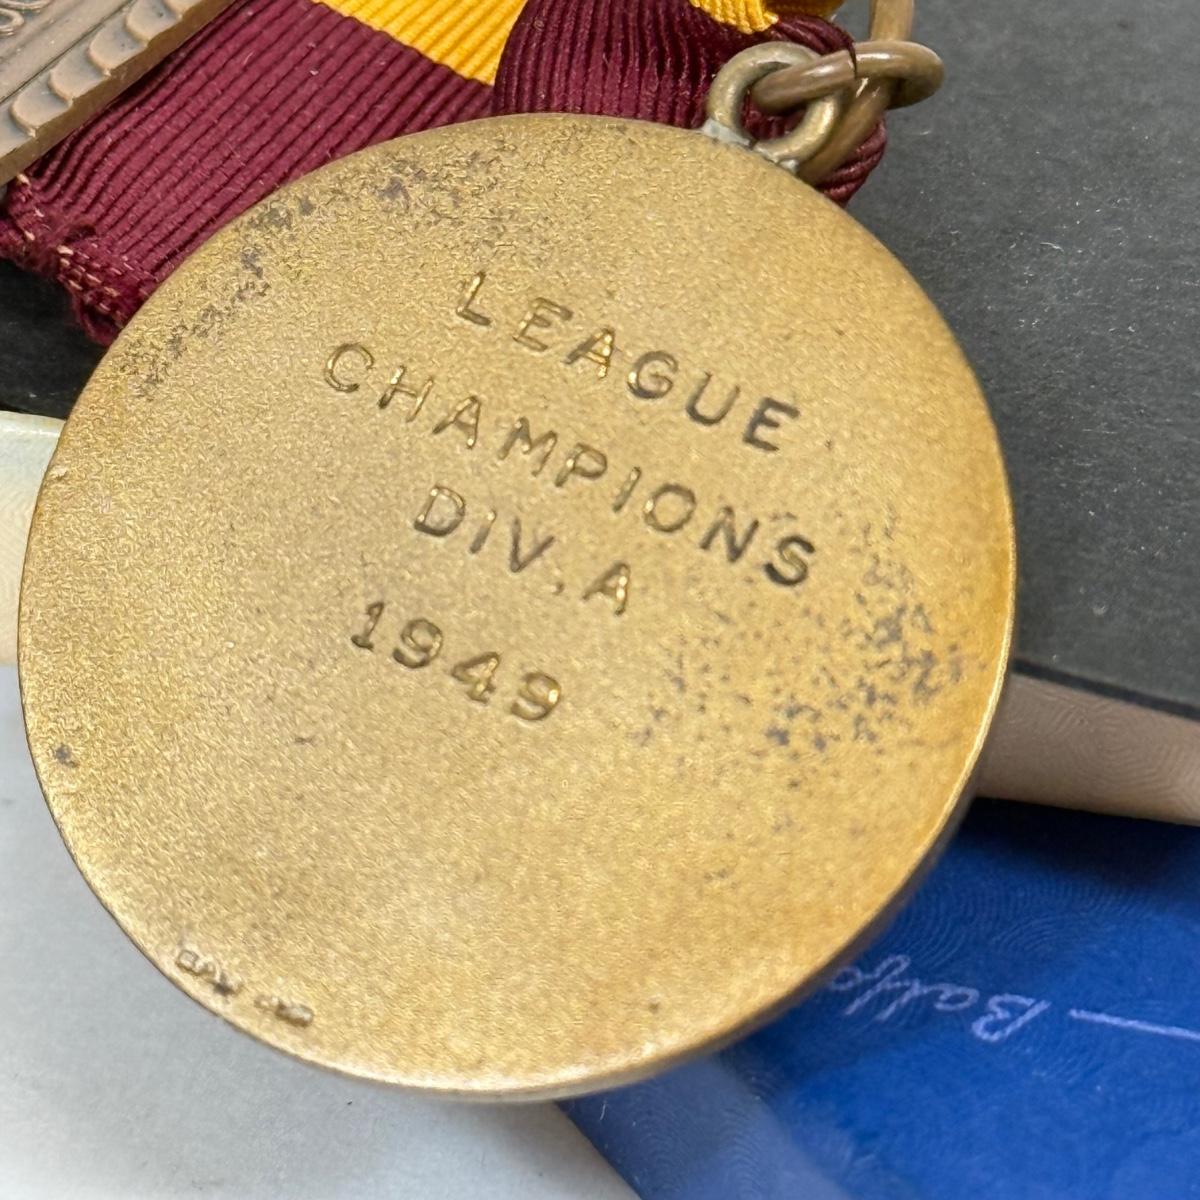 LEAGUE
CHAMPIONS
DIV. A
1949